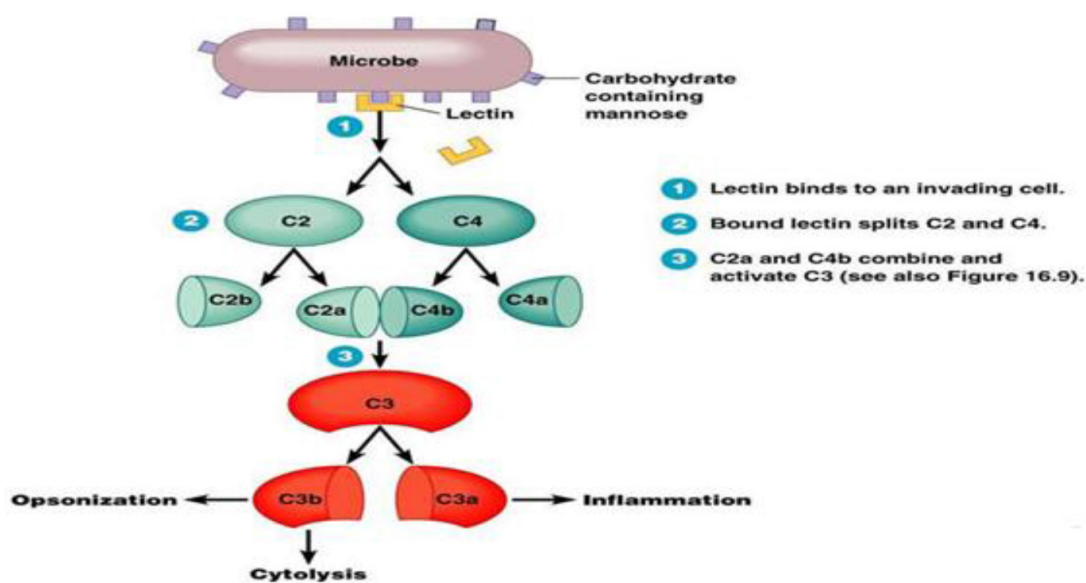 Microbe
Carbohydrate
containing
mannose
Lectin
1
1 Lectin binds to an invading cell.
2 C2 C4
2 Bound lectin splits C2 and C4.
3 C2a and C4b combine and
activate C3 (see also Figure 16.9).
C2b C2a C4b C4a
3
C3
Opsonization C3b C3a Inflammation
Cytolysis